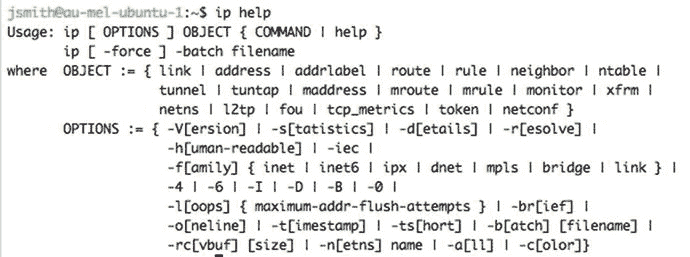 jsmith@au-mel-ubuntu-1:~$ ip help
Usage: ip [ OPTIONS ] OBJECT { COMMAND | help }
       ip [ -force ] -batch filename
where  OBJECT := { link | address | addrlabel | route | rule | neighbor | ntable |
                   tunnel | tuntap | maddress | mroute | mrule | monitor | xfrm |
                   netns | l2tp | fou | tcp_metrics | token | netconf }
       OPTIONS := { -V[ersion] | -s[tatistics] | -d[etails] | -r[esolve] |
                    -h[uman-readable] | -iec |
                    -f[amily] { inet | inet6 | ipx | dnet | mpls | bridge | link } |
                    -4 | -6 | -I | -D | -B | -0 |
                    -l[oops] { maximum-addr-flush-attempts } | -br[ief] |
                    -o[neline] | -t[imestamp] | -ts[hort] | -b[atch] [filename] |
                    -rc[vbuf] [size] | -n[etns] name | -a[ll] | -c[olor]}